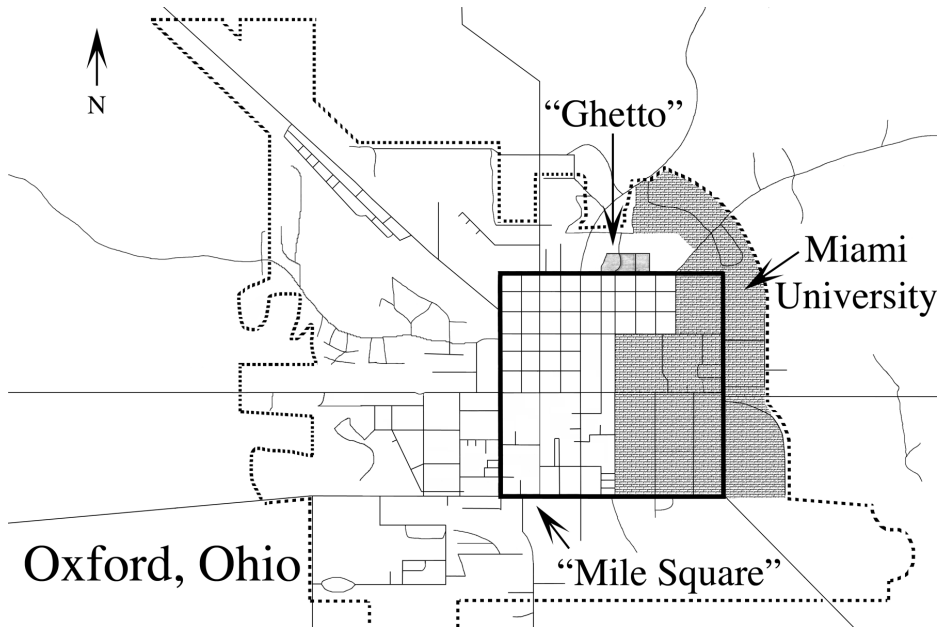 N
“Ghetto”
Miami
University
Oxford, Ohio
“Mile Square”